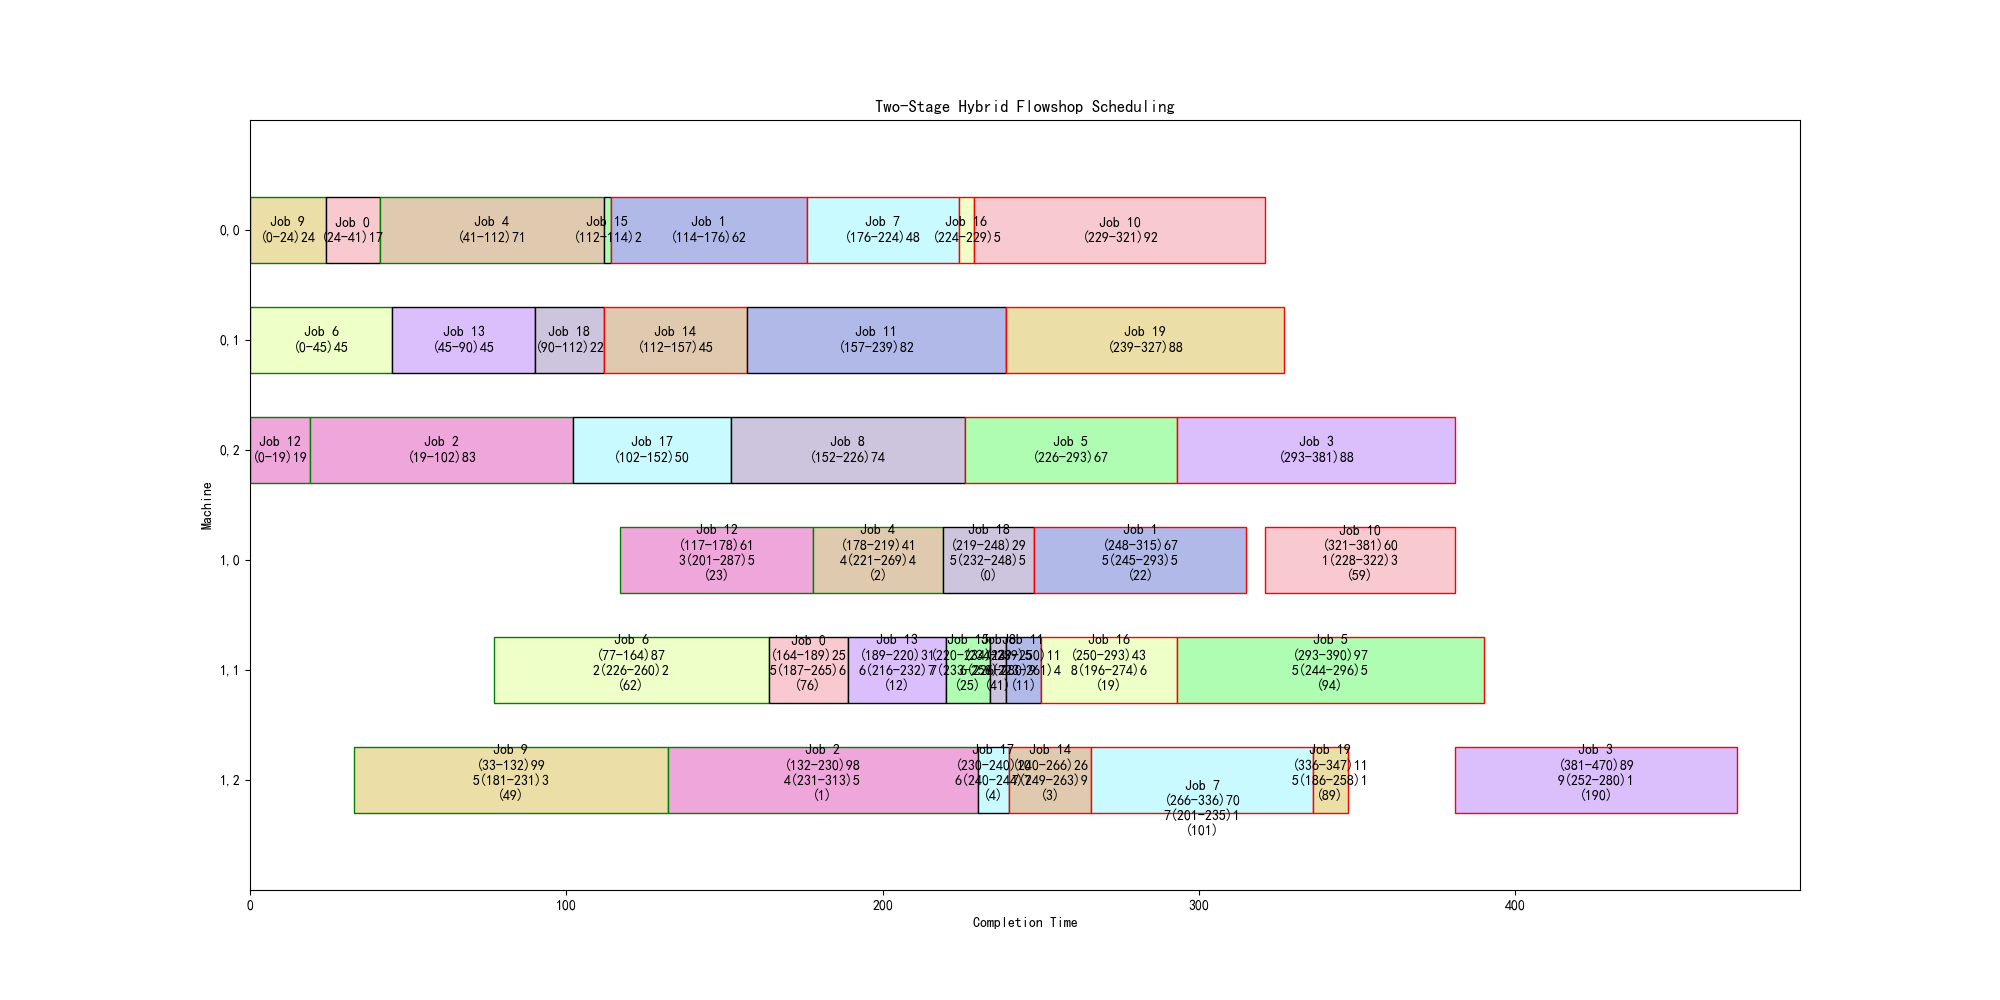 Two-Stage Hybrid Flowshop Scheduling
0,0
Job 9
(0-24)24
Job 0
(24-41)17
Job 4
(41-112)71
Job 15
(112-114)2
Job 1
(114-176)62
Job 7
(176-224)48
Job 16
(224-229)5
Job 10
(229-321)92
0,1
Job 6
(0-45)45
Job 13
(45-90)45
Job 18
(90-112)22
Job 14
(112-157)45
Job 11
(157-239)82
Job 19
(239-327)88
0,2
Job 12
(0-19)19
Job 2
(19-102)83
Job 17
(102-152)50
Job 8
(152-226)74
Job 5
(226-293)67
Job 3
(293-381)88
Machine
1,0
Job 12
(117-178)61
3(201-287)5
(23)
Job 4
(178-219)41
4(221-269)4
(2)
Job 18
(219-248)29
5(232-248)5
(0)
Job 1
(248-315)67
5(245-293)5
(22)
Job 10
(321-381)60
1(228-322)3
(59)
1,1
Job 6
(77-164)87
2(226-260)2
(62)
Job 0
(164-189)25
5(187-265)6
(76)
Job 13
(189-220)31
6(216-232)7
(12)
Job 15
(25)
Job 8
(41)
Job 11
(11)
Job 16
(250-293)43
8(196-274)6
(19)
Job 5
(293-390)97
5(244-296)5
(94)
1,2
Job 9
(33-132)99
5(181-231)3
(49)
Job 2
(132-230)98
4(231-313)5
(1)
Job 17
(4)
Job 14
(240-266)26
(3)
Job 7
(266-336)70
7(201-235)1
(101)
Job 19
(336-347)11
5(186-258)1
(89)
Job 3
(381-470)89
9(252-280)1
(190)
0
100
200
300
400
Completion Time